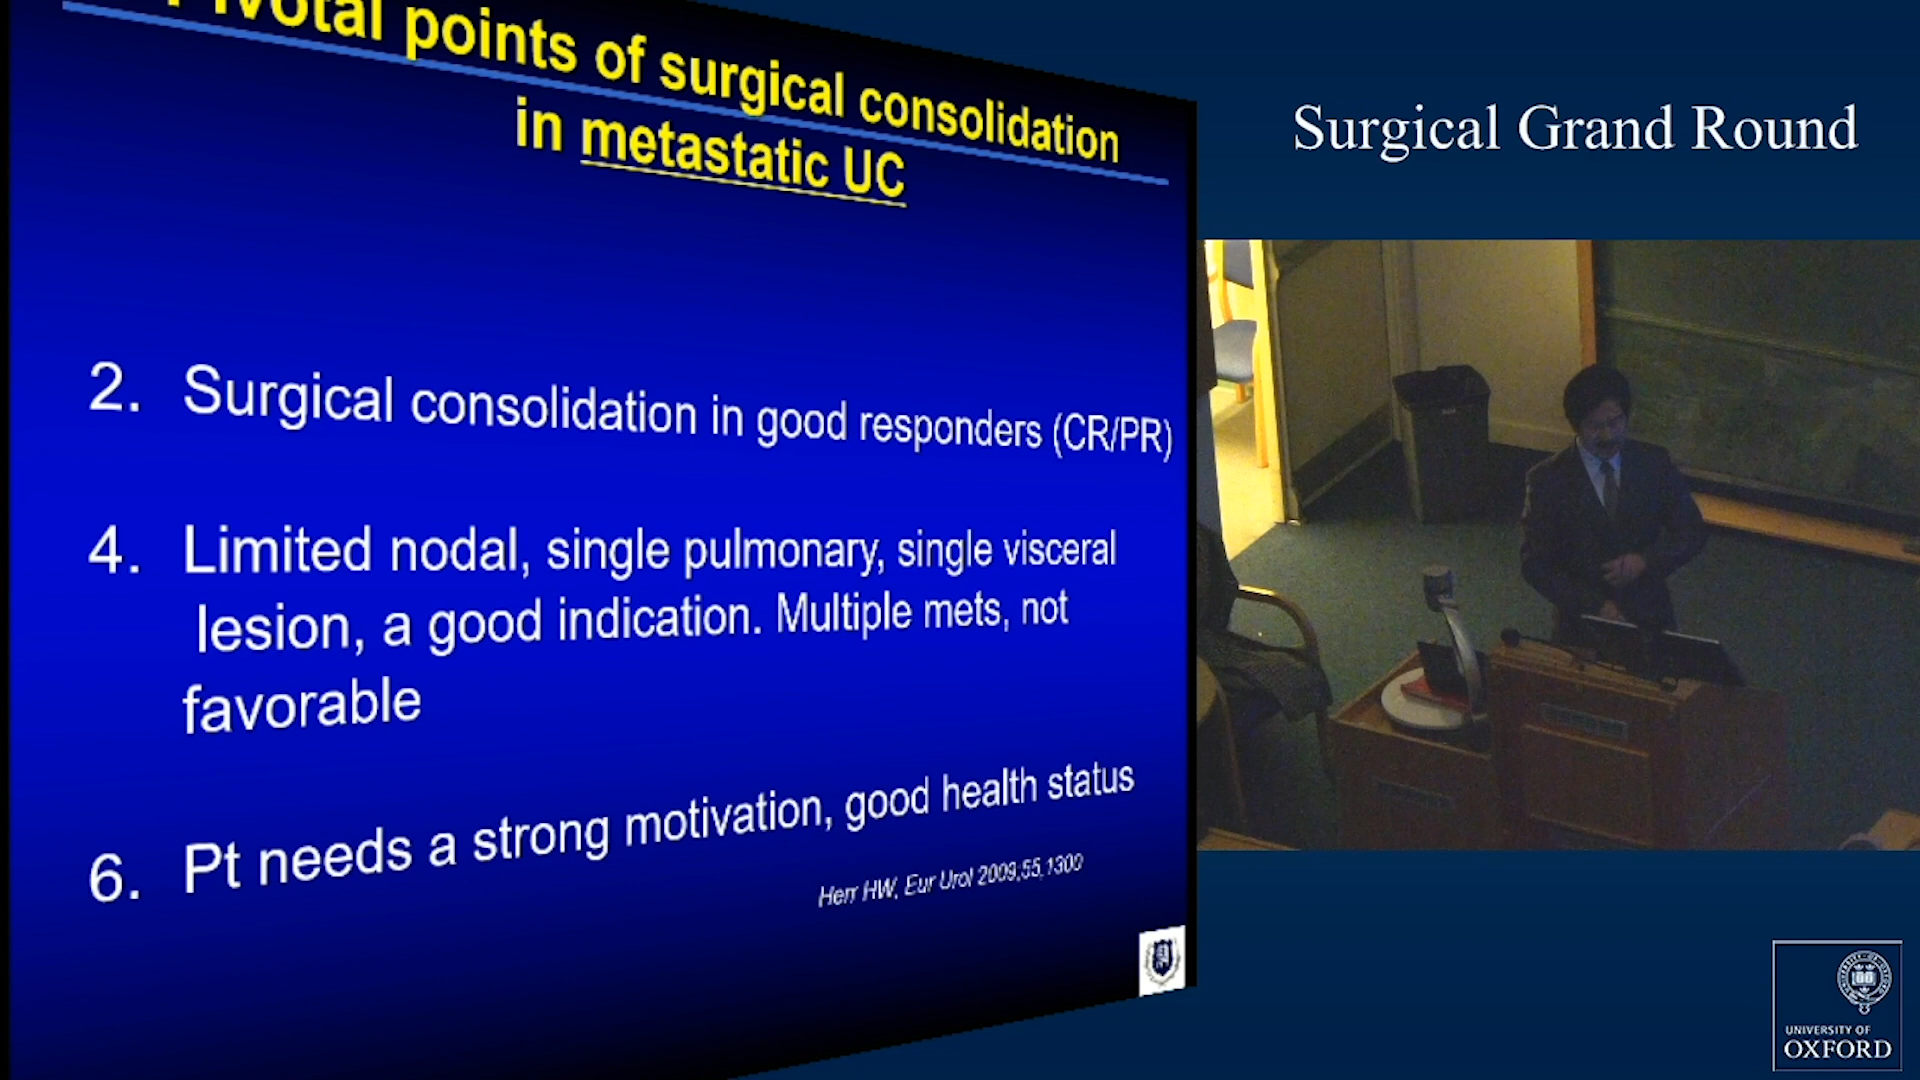 Pivotal points of surgical consolidation
in metastatic UC
2. Surgical consolidation in good responders (CR/PR)
4. Limited nodal, single pulmonary, single visceral
lesion, a good indication. Multiple mets, not
favorable
6. Pt needs a strong motivation, good health status
Herr HW, Eur Urol 2009;55,1300
Surgical Grand Round
UNIVERSITY OF
OXFORD